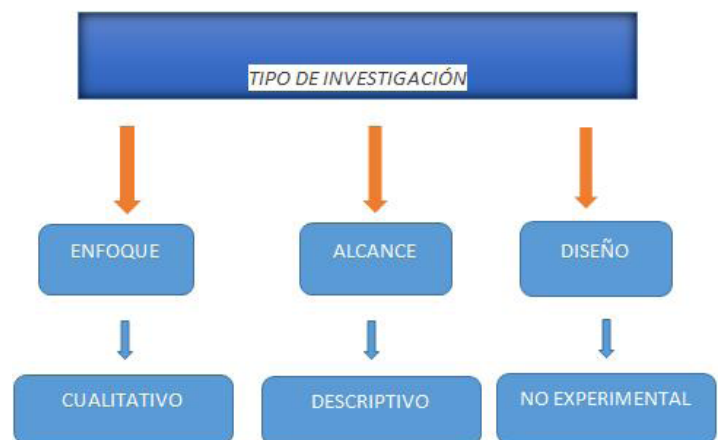 TIPO DE INVESTIGACIÓN
ENFOQUE
ALCANCE
DISEÑO
CUALITATIVO
DESCRIPTIVO
NO EXPERIMENTAL